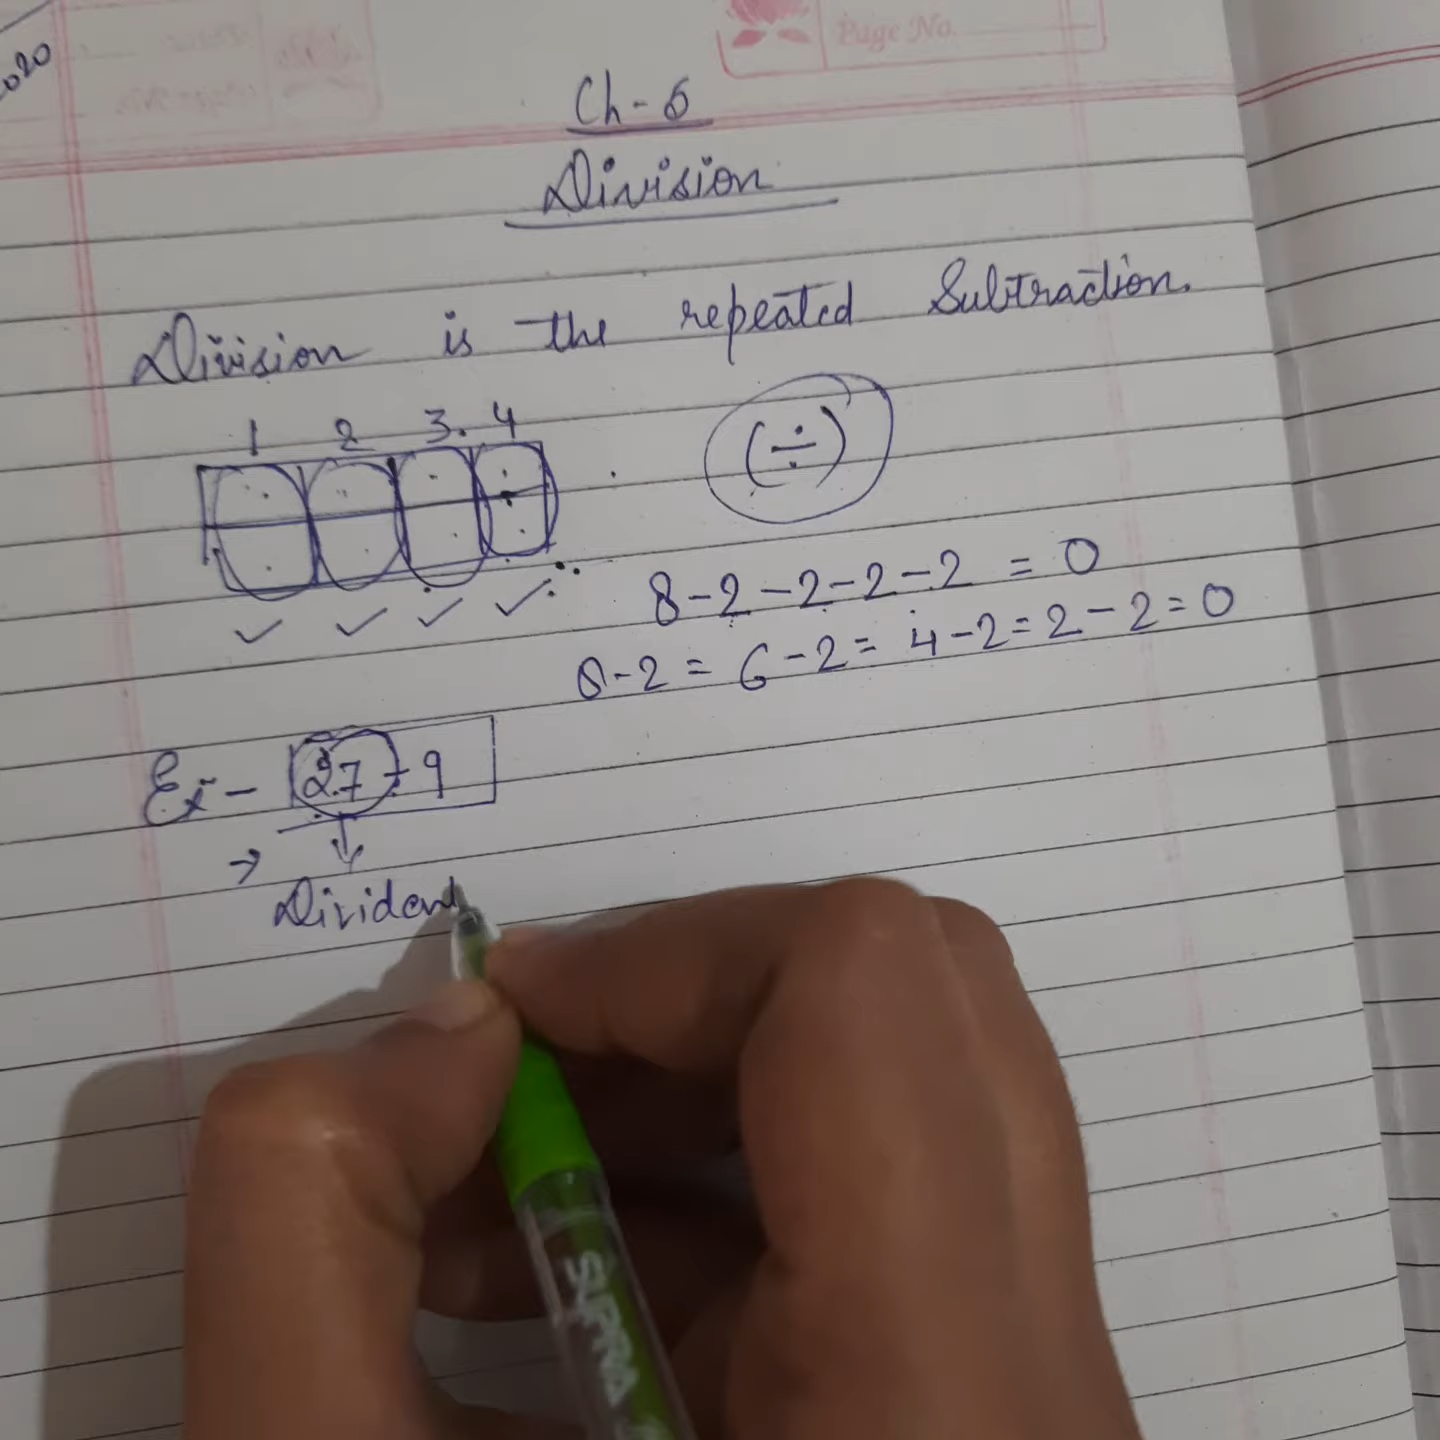 2020
Page No.
Ch-6
Division
Division is the repeated Subtraction.
1 2 3. 4
(÷)
8-2-2-2-2 = 0
8-2 = 6-2 = 4-2=2-2=0
Ex- 27÷9
→ ↓
Dividend
SUPRA